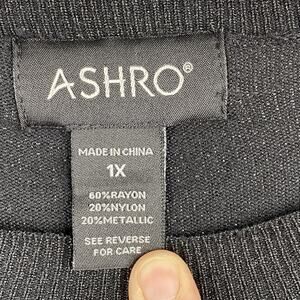 ASHRO®
MADE IN CHINA
1X
60%RAYON
20%NYLON
20%METALLIC
SEE REVERSE
FOR CARE